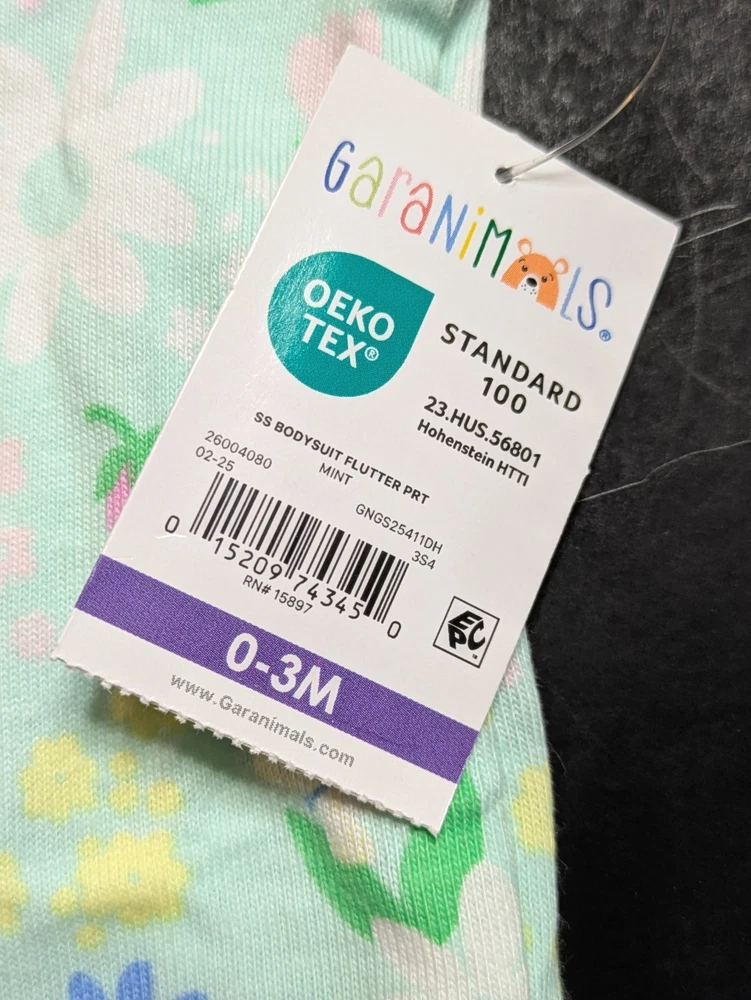 GaraNiMALS®
OEKO
TEX®
STANDARD
100
23.HUS.56801
Hohenstein HTTI
SS BODYSUIT FLUTTER PRT
MINT
26004080
02-25
GNGS25411DH
3S4
0 15209 74345 0
RN# 15897
EPC™
0-3M
www.Garanimals.com